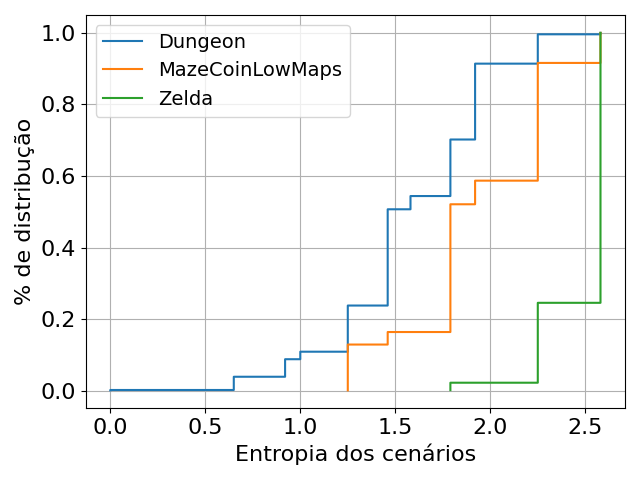 1.0
0.8
0.6
0.4
0.2
0.0
% de distribução
Dungeon
MazeCoinLowMaps
Zelda
0.0 0.5 1.0 1.5 2.0 2.5
Entropia dos cenários